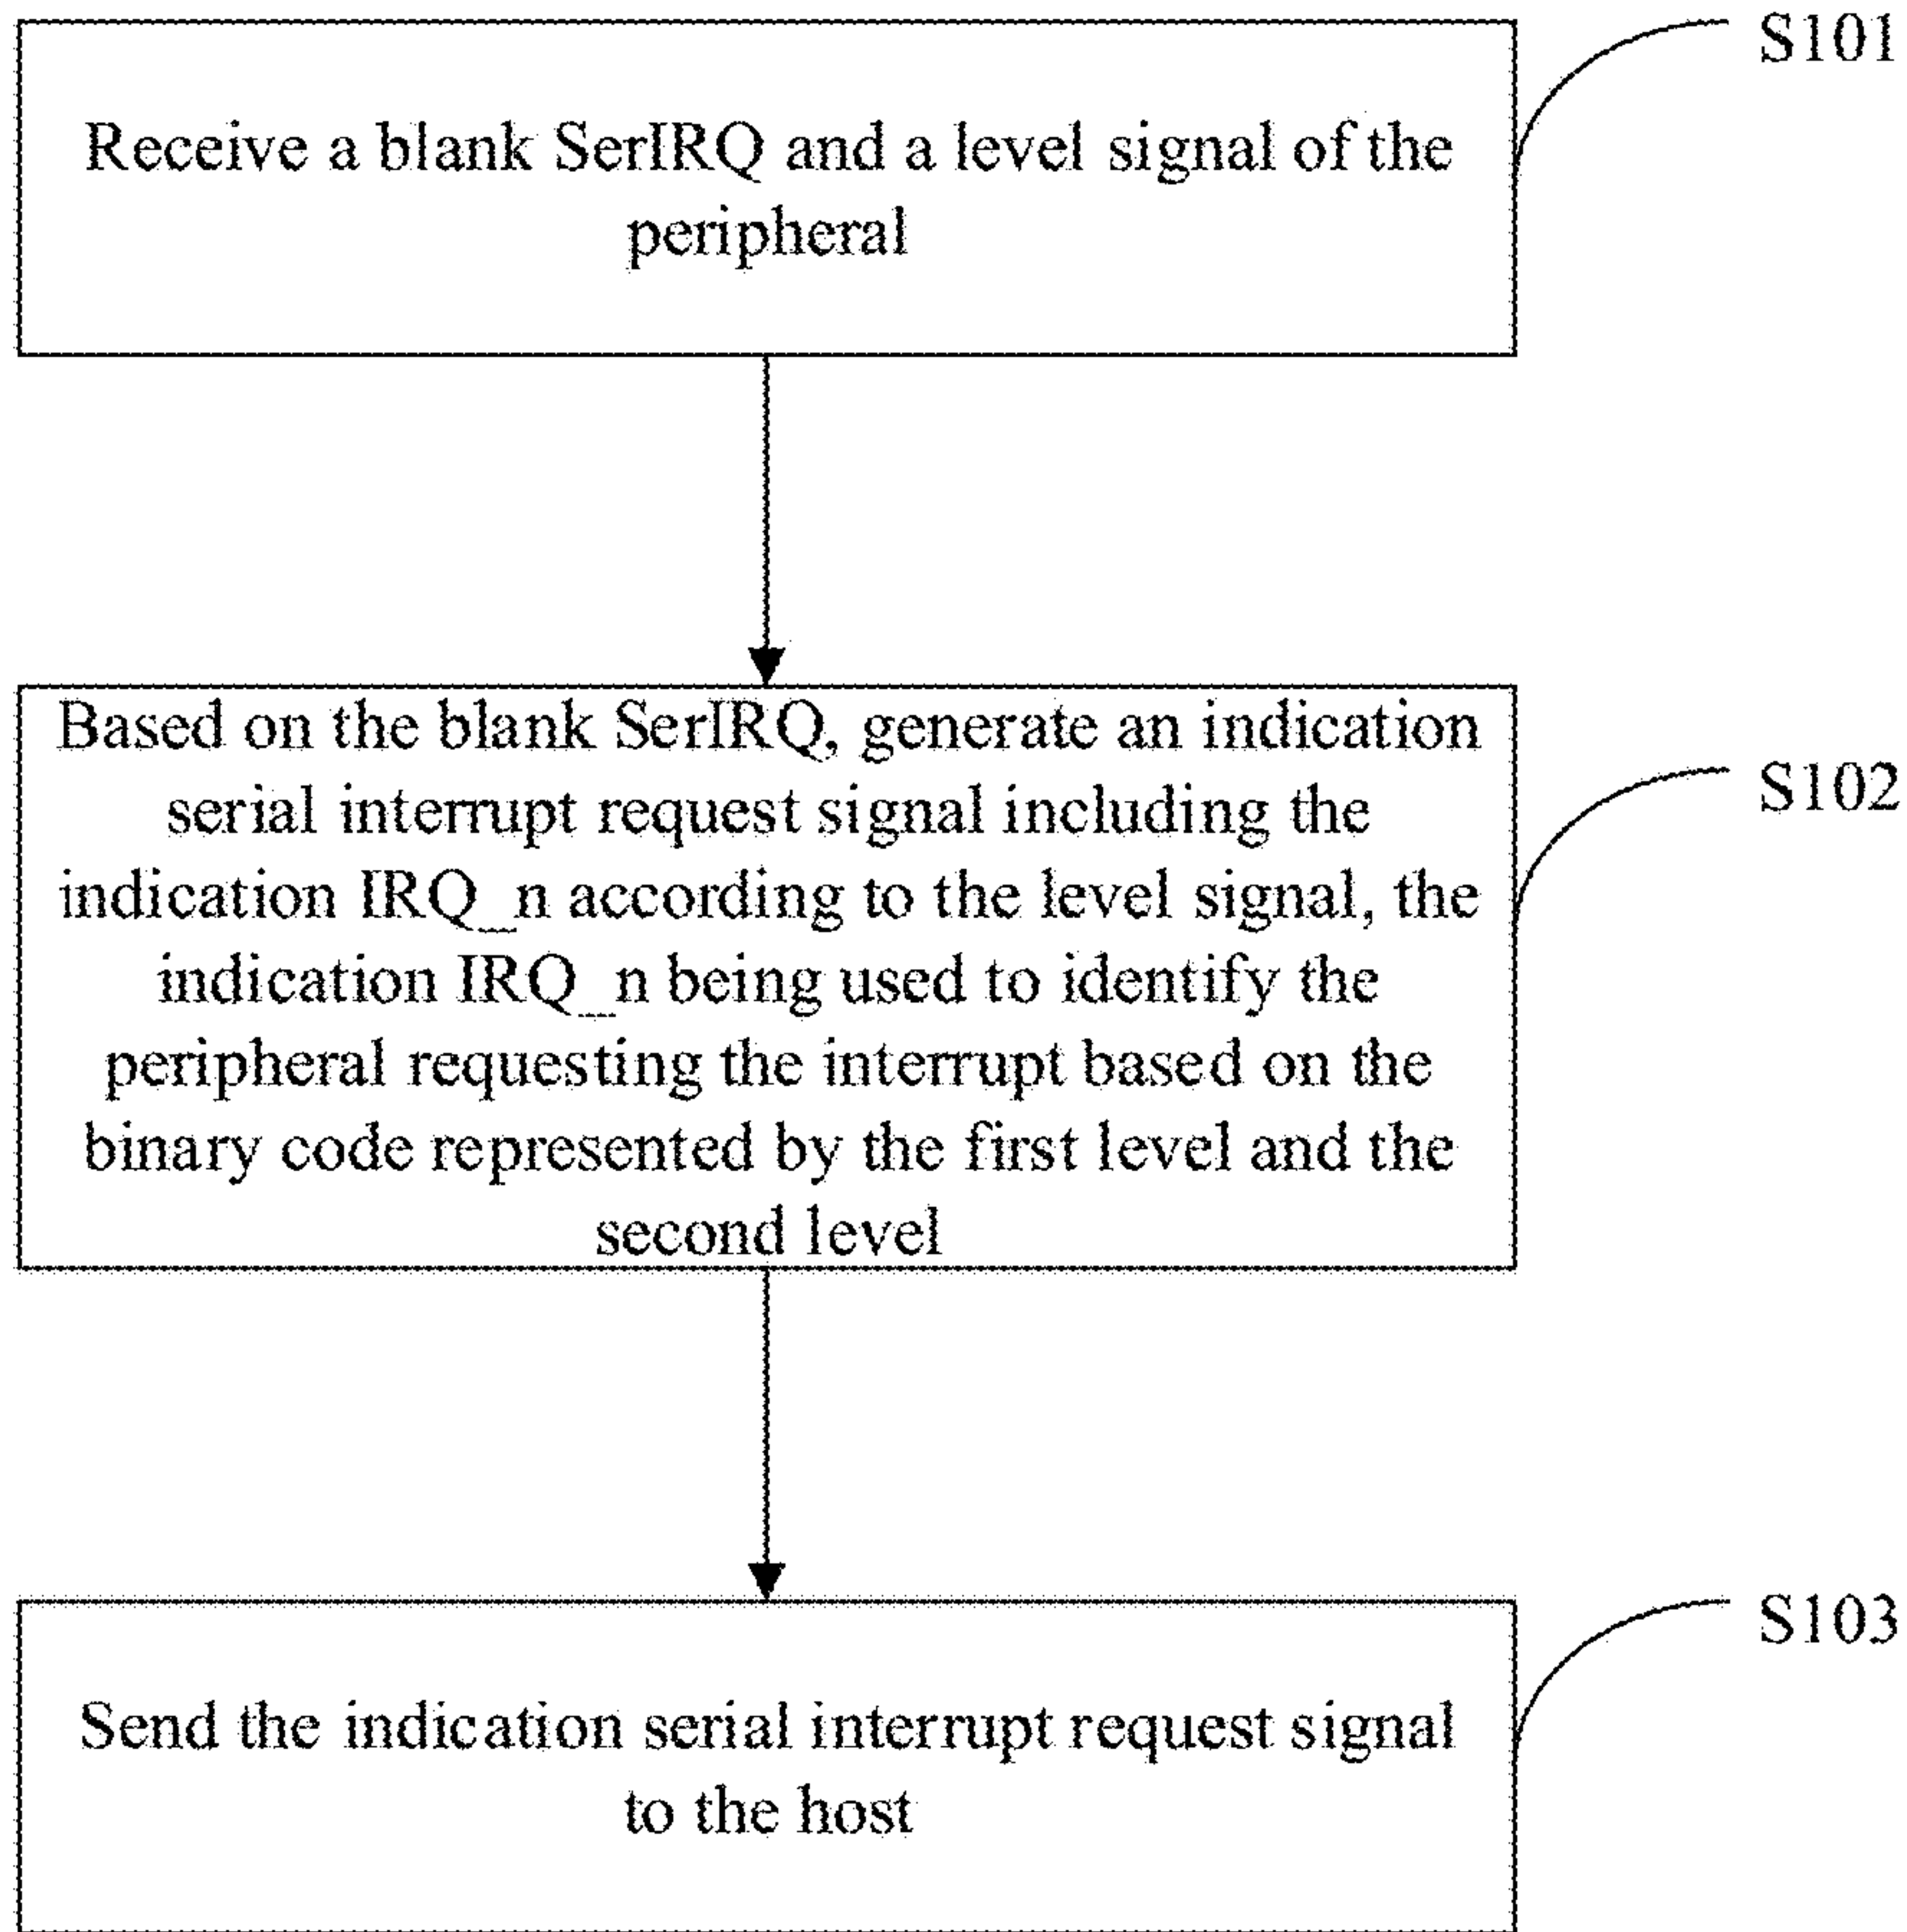 S101
Receive a blank SerIRQ and a level signal of the
peripheral
Based on the blank SerIRQ, generate an indication
serial interrupt request signal including the
indication IRQ_n according to the level signal, the
indication IRQ_n being used to identify the
peripheral requesting the interrupt based on the
binary code represented by the first level and the
second level
S102
Send the indication serial interrupt request signal
to the host
S103